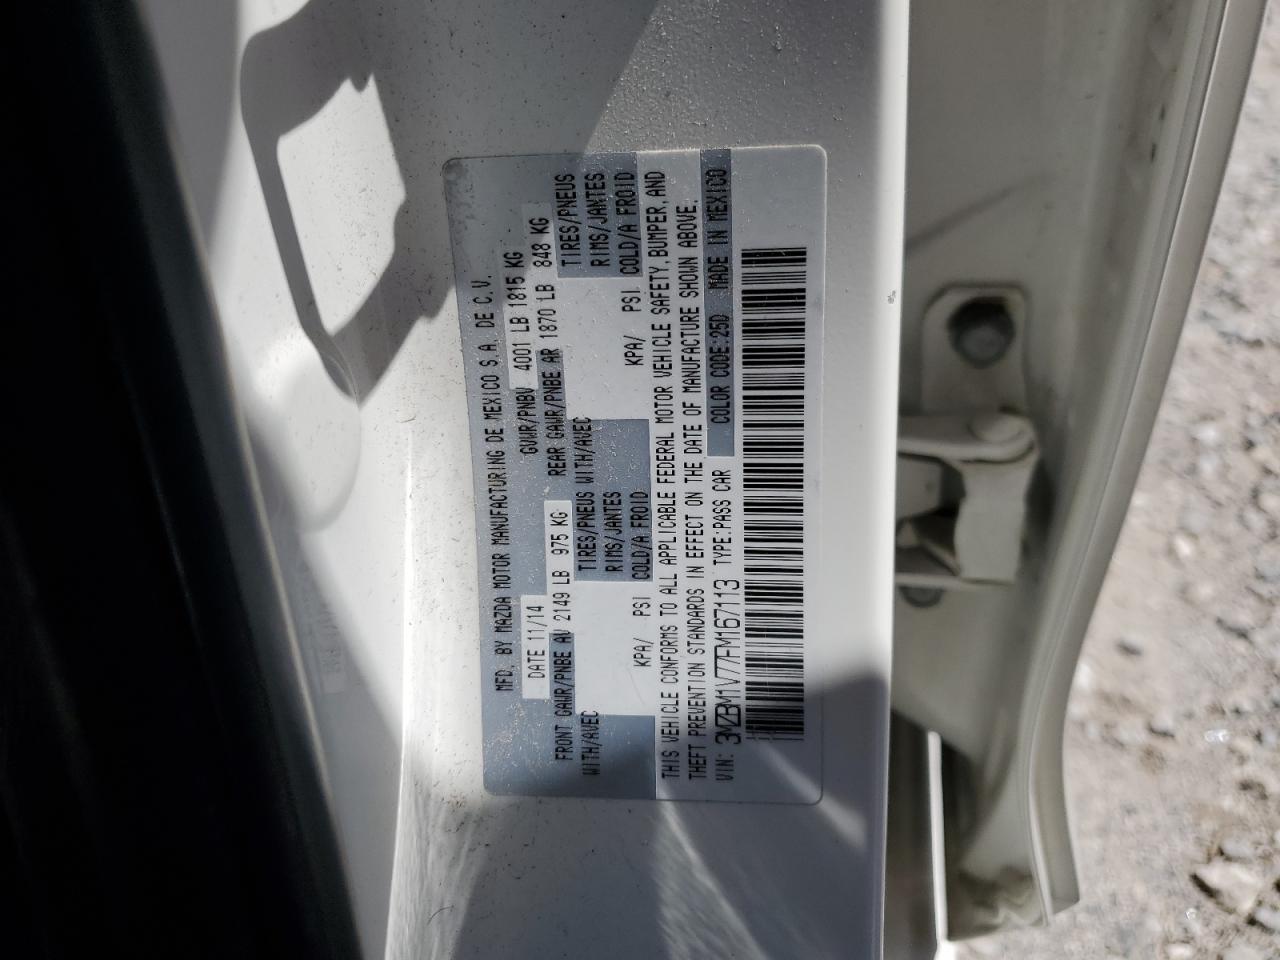 MFD. BY MAZDA MOTOR MANUFACTURING DE MEXICO S.A. DE C.V.
DATE 11/14 GVWR/PNBV 4001 LB 1815 KG
FRONT GAWR/PNBE AV 2149 LB 975 KG REAR GAWR/PNBE AR 1870 LB 848 KG
WITH/AVEC TIRES/PNEUS WITH/AVEC TIRES/PNEUS
RIMS/JANTES RIMS/JANTES
KPA/ PSI COLD/A FROID KPA/ PSI COLD/A FROID
THIS VEHICLE CONFORMS TO ALL APPLICABLE FEDERAL MOTOR VEHICLE SAFETY, BUMPER, AND
THEFT PREVENTION STANDARDS IN EFFECT ON THE DATE OF MANUFACTURE SHOWN ABOVE.
VIN: 3MZBM1V77FM167113 TYPE:PASS CAR COLOR CODE:25D MADE IN MEXICO